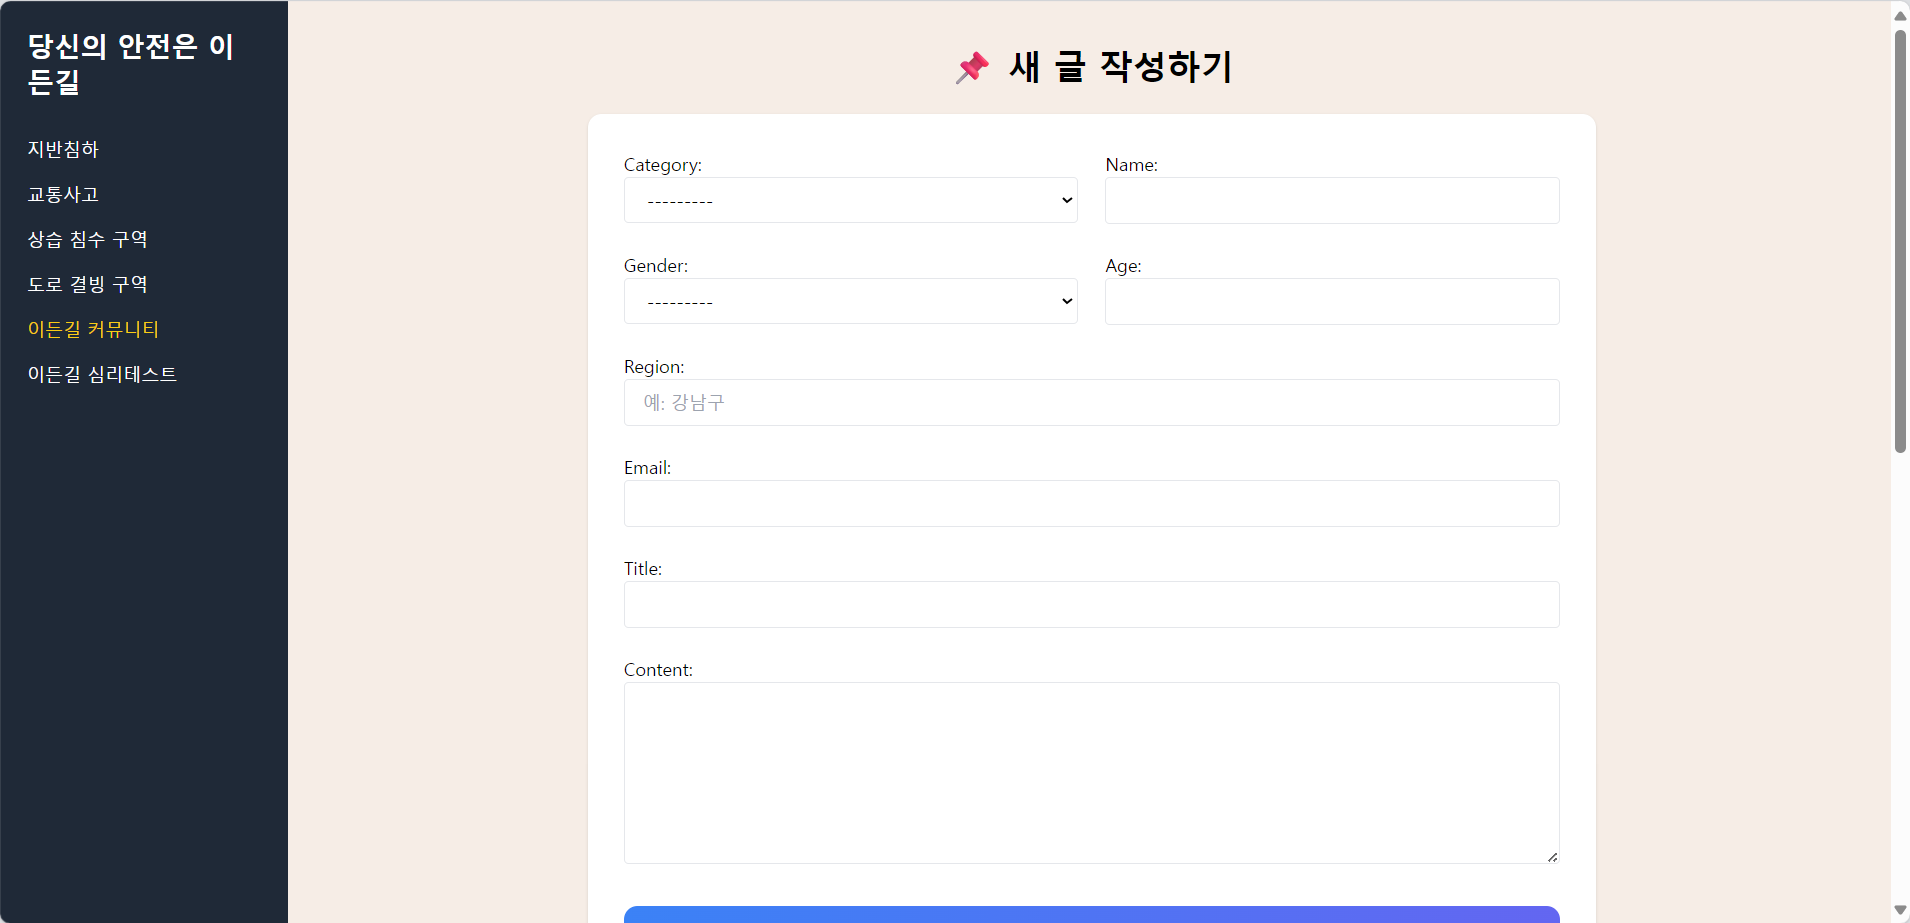 당신의 안전은 이
든길
지반침하
교통사고
상습 침수 구역
도로 결빙 구역
이든길 커뮤니티
이든길 심리테스트
📌 새 글 작성하기
Category:
---------
Name:
Gender:
---------
Age:
Region:
예: 강남구
Email:
Title:
Content: